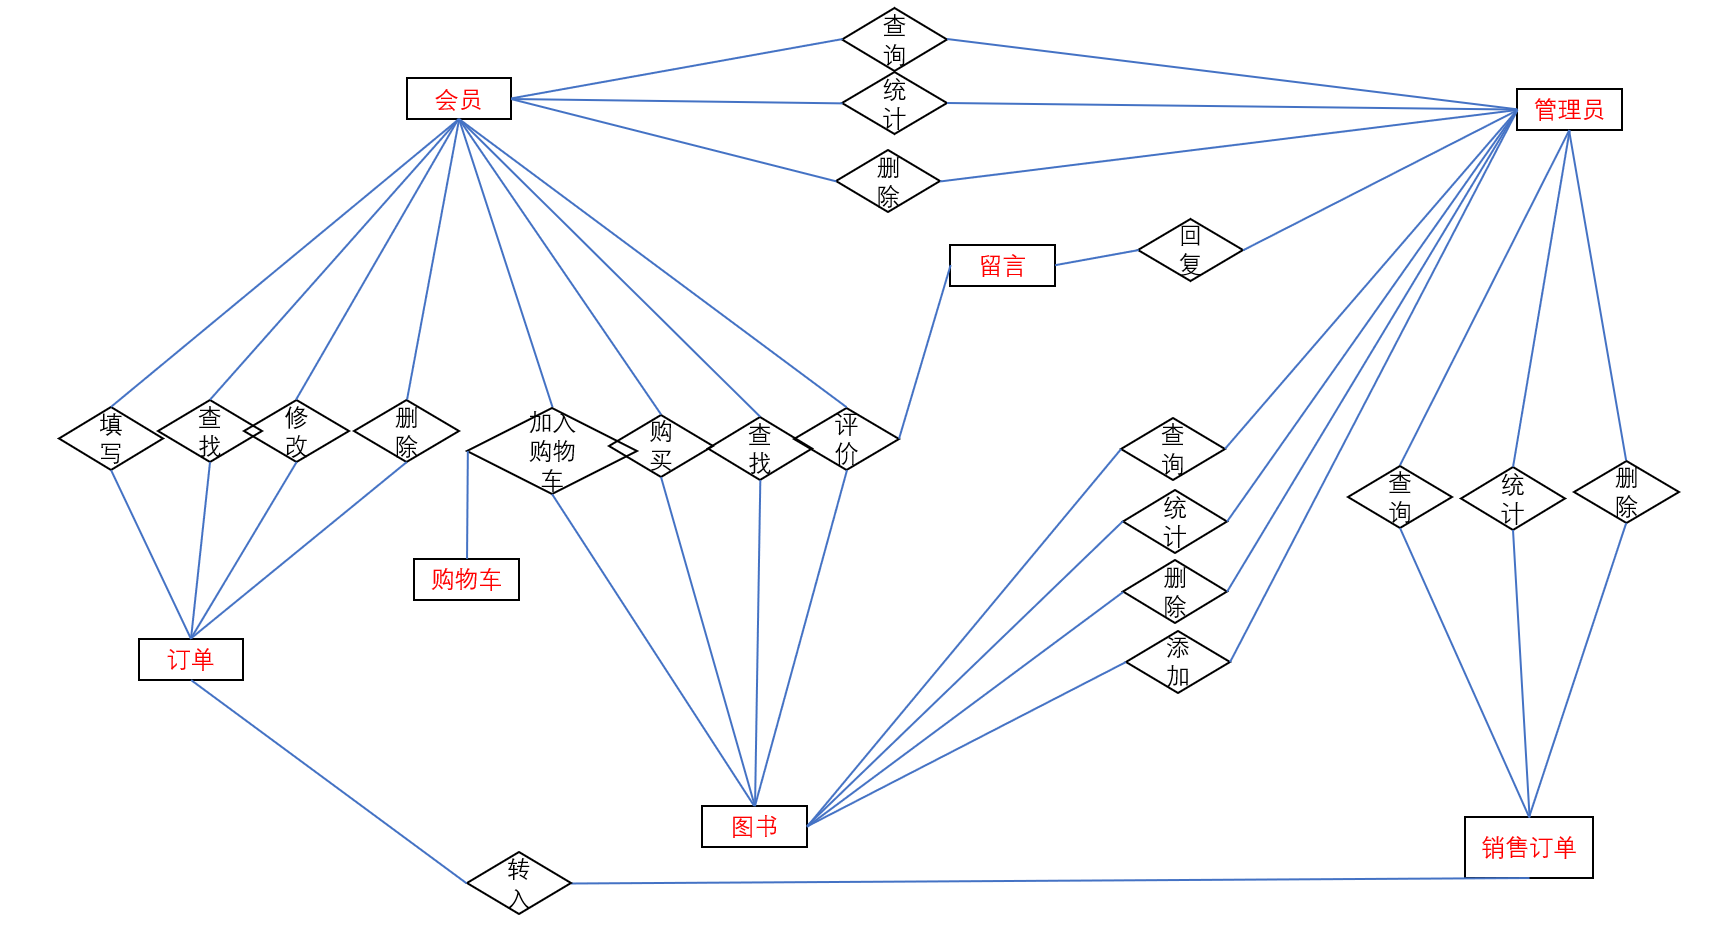 查
询
会员
统
计
管理员
删
除
留言
回
复
填
写
查
找
修
改
删
除
加入
购物
车
购
买
查
找
评
价
查
询
统
计
删
除
添
加
查
询
统
计
删
除
购物车
订单
图书
销售订单
转
入